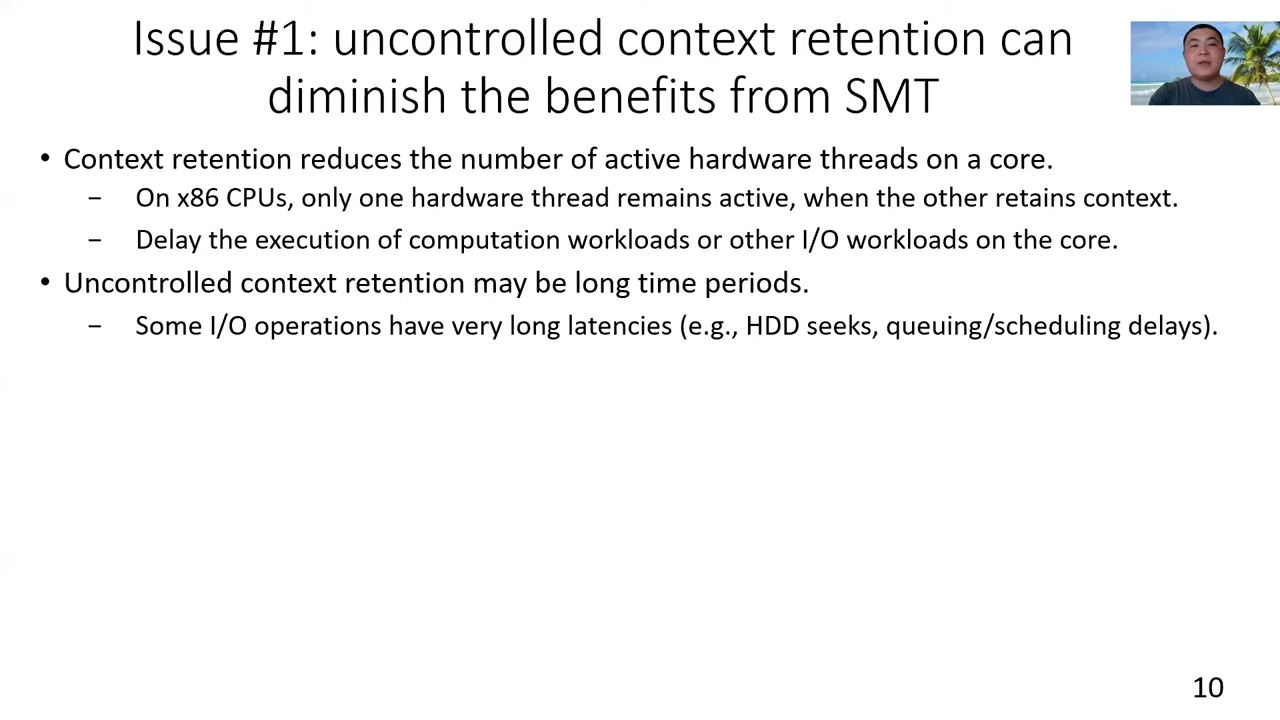 Issue #1: uncontrolled context retention can
diminish the benefits from SMT
• Context retention reduces the number of active hardware threads on a core.
− On x86 CPUs, only one hardware thread remains active, when the other retains context.
− Delay the execution of computation workloads or other I/O workloads on the core.
• Uncontrolled context retention may be long time periods.
− Some I/O operations have very long latencies (e.g., HDD seeks, queuing/scheduling delays).
10